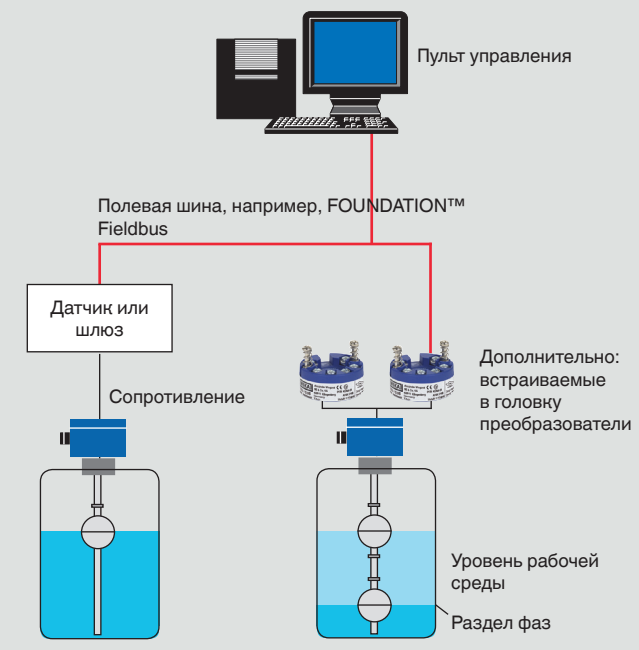 Пульт управления
Полевая шина, например, FOUNDATION™
Fieldbus
Датчик или
шлюз
Дополнительно:
встраиваемые
в головку
преобразователи
Сопротивление
Уровень рабочей
среды
Раздел фаз